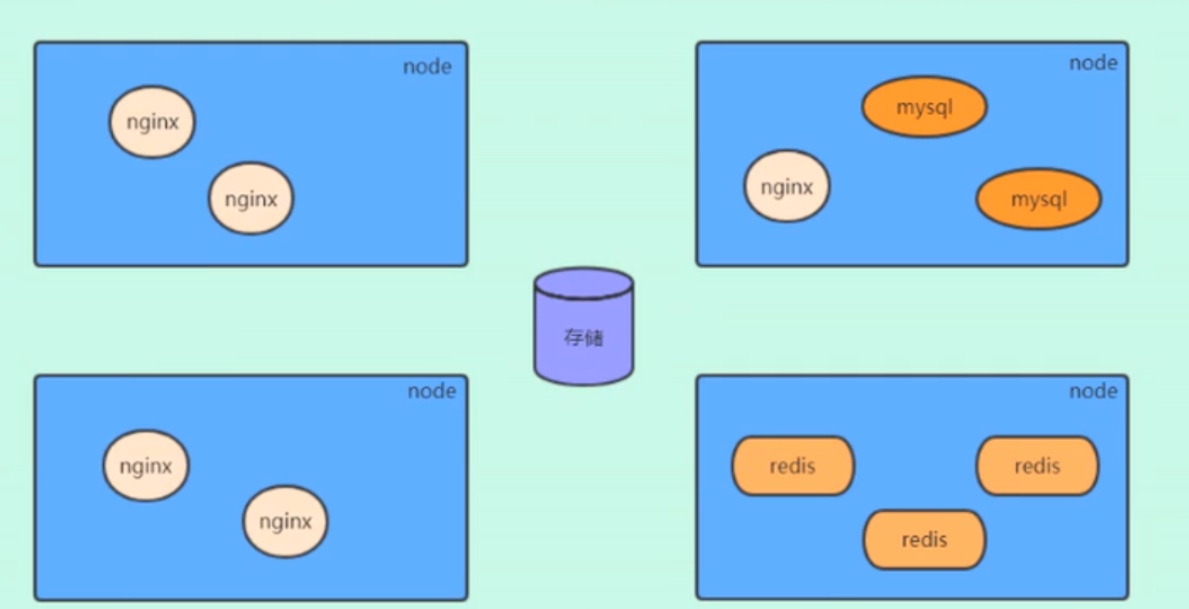 node
nginx
nginx
node
mysql
nginx
mysql
存储
node
nginx
nginx
node
redis
redis
redis